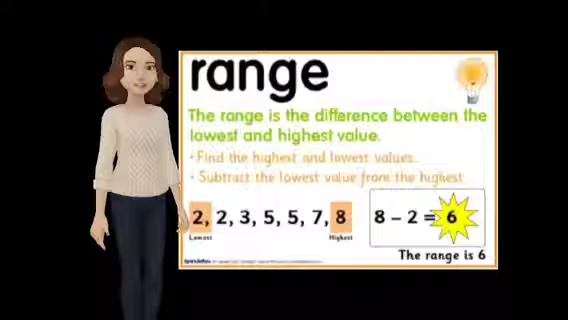 range
The range is the difference between the
lowest and highest value.
• Find the highest and lowest values.
• Subtract the lowest value from the highest
2, 2, 3, 5, 5, 7, 8
Lowest Highest
8 – 2 = 6
The range is 6